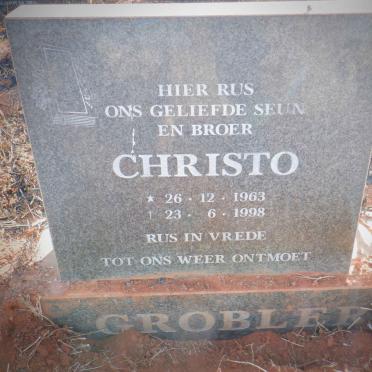 HIER RUS
ONS GELIEFDE SEUN
EN BROER
CHRISTO
★ 26 · 12 · 1963
† 23 · 6 · 1998
RUS IN VREDE
TOT ONS WEER ONTMOET
GROBLER